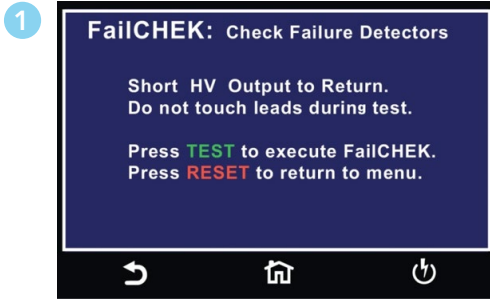 1
FailCHEK: Check Failure Detectors
Short HV Output to Return.
Do not touch leads during test.
Press TEST to execute FailCHEK.
Press RESET to return to menu.